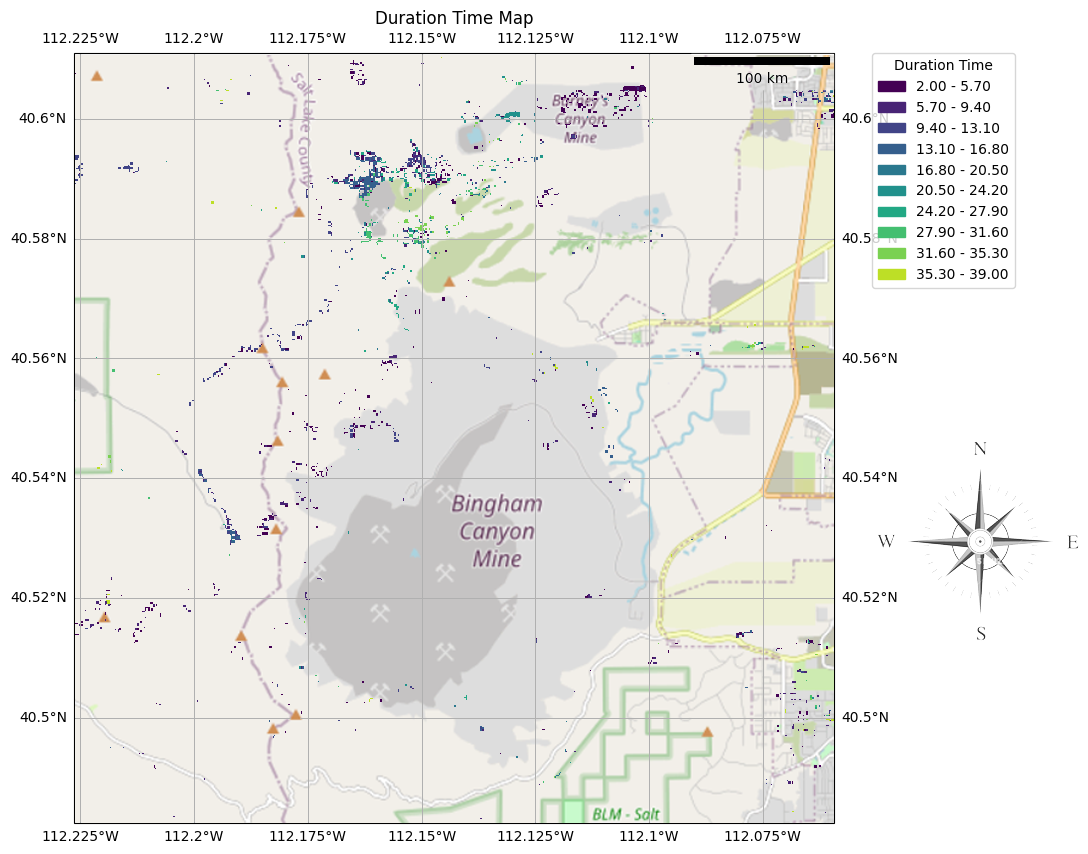 Duration Time Map
112.225°W 112.2°W 112.175°W 112.15°W 112.125°W 112.1°W 112.075°W
100 km
Duration Time
2.00 - 5.70
5.70 - 9.40
9.40 - 13.10
13.10 - 16.80
16.80 - 20.50
20.50 - 24.20
24.20 - 27.90
27.90 - 31.60
31.60 - 35.30
35.30 - 39.00
Salt Lake County
Barney's
Canyon
Mine
40.6°N 40.6°N
40.58°N 40.58°N
40.56°N 40.56°N
40.54°N 40.54°N
Bingham
Canyon
Mine
N
W E
S
40.52°N 40.52°N
40.5°N 40.5°N
BLM - Salt
112.225°W 112.2°W 112.175°W 112.15°W 112.125°W 112.1°W 112.075°W